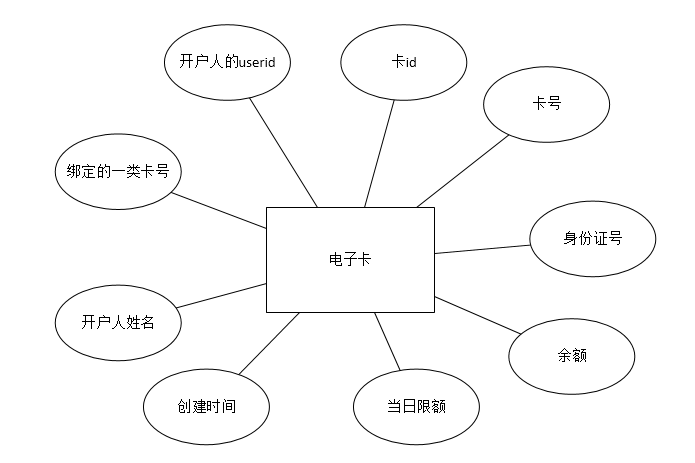 开户人的userid
卡id
卡号
绑定的一类卡号
身份证号
电子卡
开户人姓名
余额
创建时间
当日限额